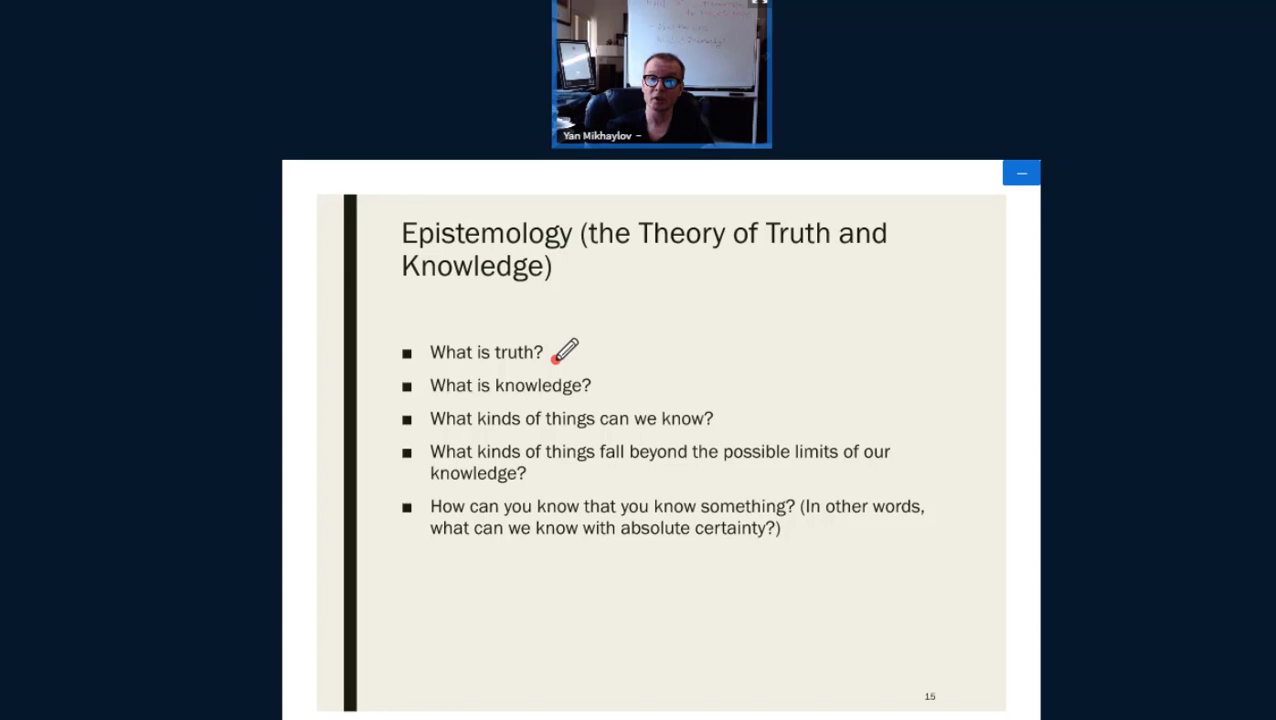 Yan Mikhaylov
Epistemology (the Theory of Truth and
Knowledge)
■ What is truth?
■ What is knowledge?
■ What kinds of things can we know?
■ What kinds of things fall beyond the possible limits of our
knowledge?
■ How can you know that you know something? (In other words,
what can we know with absolute certainty?)
15